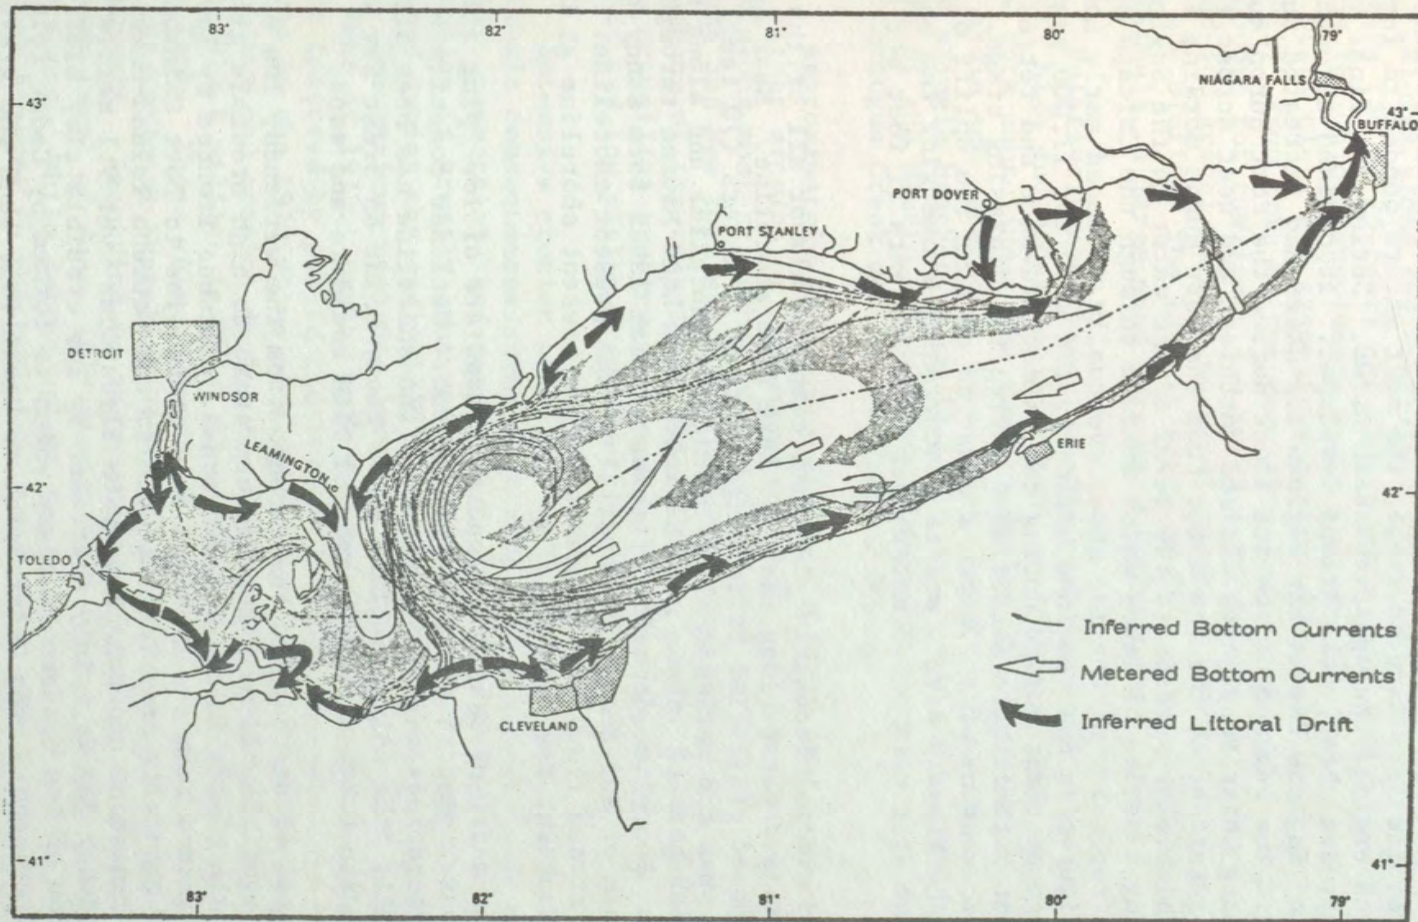 83°
82°
81°
80°
79°
43°
43°
NIAGARA FALLS
BUFFALO
PORT DOVER
PORT STANLEY
DETROIT
WINDSOR
LEAMINGTON
ERIE
42°
42°
TOLEDO
CLEVELAND
Inferred Bottom Currents
Metered Bottom Currents
Inferred Littoral Drift
41°
41°
83°
82°
81°
80°
79°